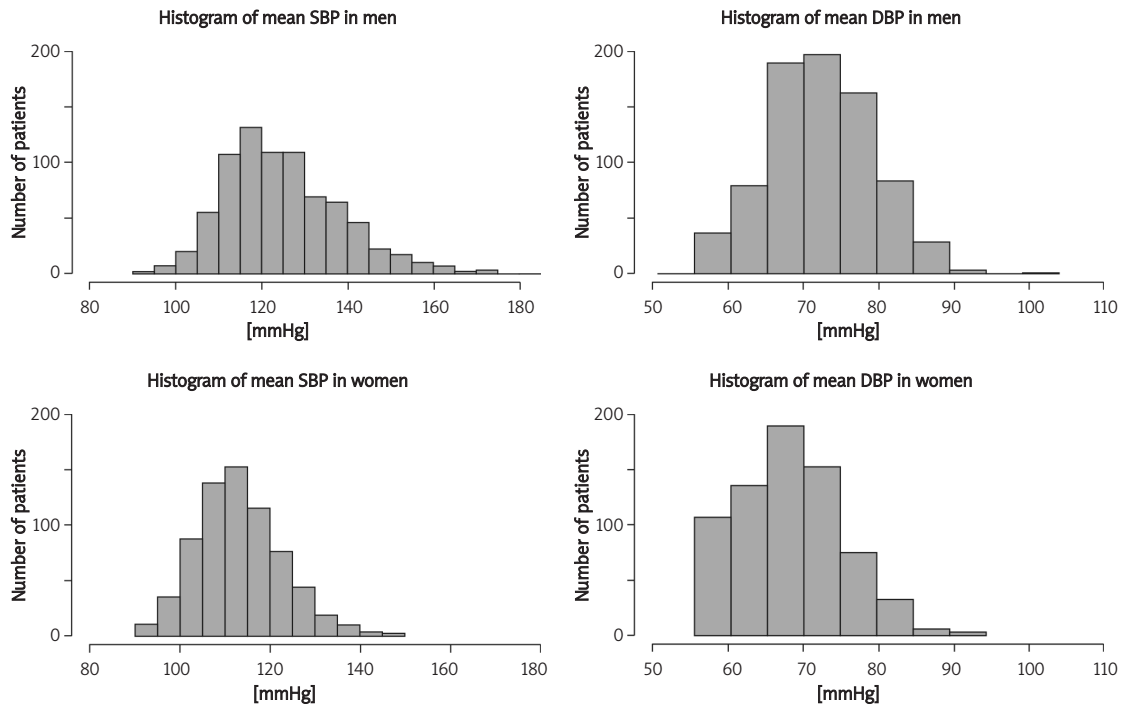 Histogram of mean SBP in men
Number of patients
200
100
0
80 100 120 140 160 180
[mmHg]
Histogram of mean DBP in men
Number of patients
200
100
0
50 60 70 80 90 100 110
[mmHg]
Histogram of mean SBP in women
Number of patients
200
100
0
80 100 120 140 160 180
[mmHg]
Histogram of mean DBP in women
Number of patients
200
100
0
50 60 70 80 90 100 110
[mmHg]